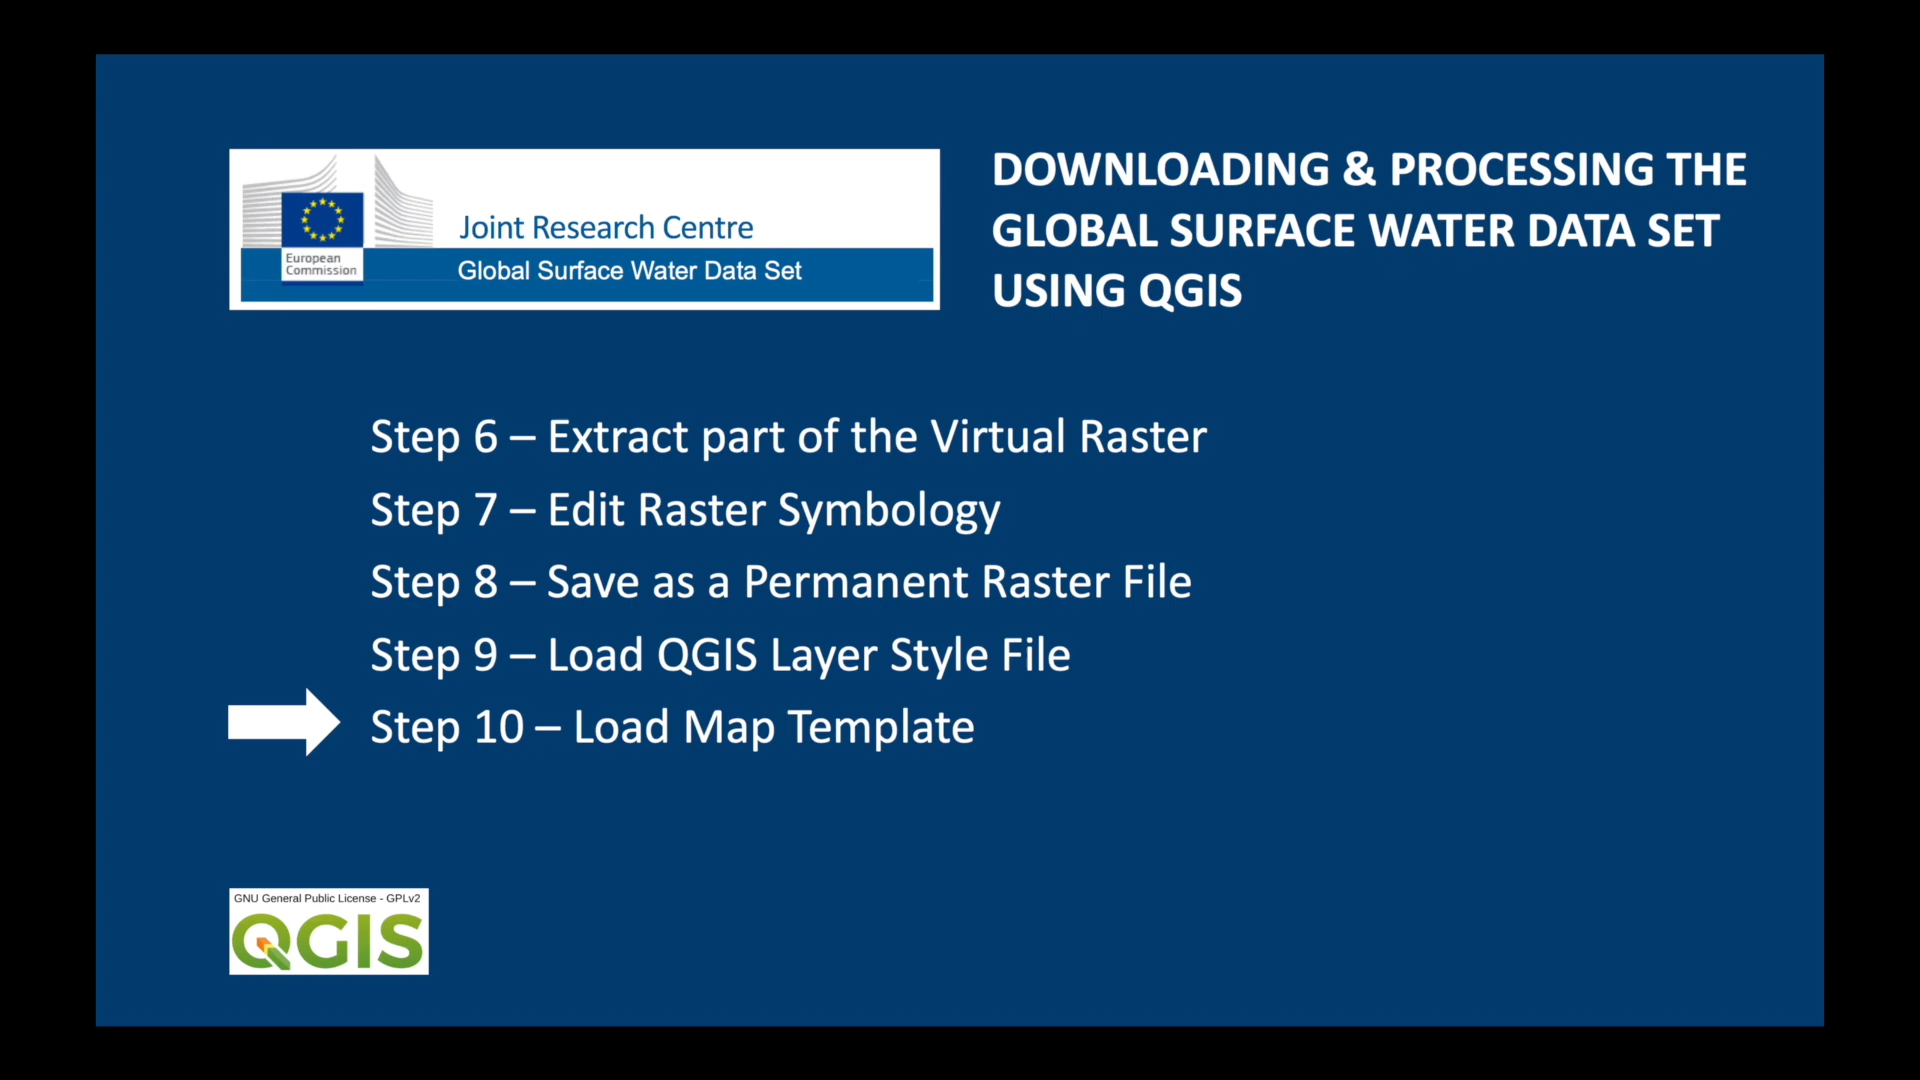 Joint Research Centre
European
Commission
Global Surface Water Data Set
DOWNLOADING & PROCESSING THE
GLOBAL SURFACE WATER DATA SET
USING QGIS
Step 6 – Extract part of the Virtual Raster
Step 7 – Edit Raster Symbology
Step 8 – Save as a Permanent Raster File
Step 9 – Load QGIS Layer Style File
Step 10 – Load Map Template
GNU General Public License - GPLv2
QGIS